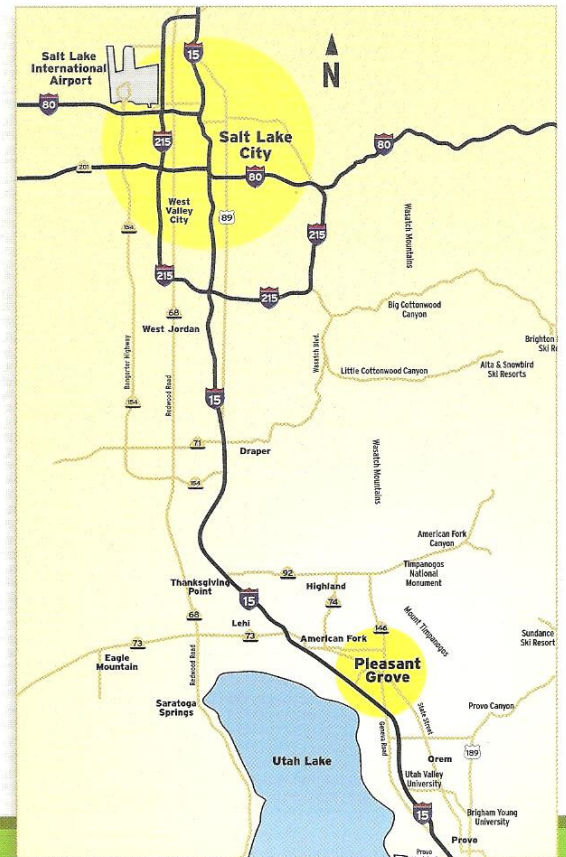 15
Salt Lake
International
Airport
N
80
215
Salt Lake
City
80
201
80
West
Valley
City
89
154
215
Wasatch Mountains
215
215
68
West Jordan
Big Cottonwood
Canyon
Bangerter Highway
Redwood Road
Wasatch Blvd.
Brighton
Ski
Alta & Snowbird
Ski Resorts
Little Cottonwood Canyon
154
15
71
Draper
Wasatch Mountains
154
American Fork
Canyon
Timpanogos
National
Monument
92
Thanksgiving
Point
Highland
15
74
68
Lehi
146
Mount Timpanogos
73
73
American Fork
Sundance
Ski Resort
Eagle
Mountain
Redwood Road
Pleasant
Grove
Saratoga
Springs
State Street
Provo Canyon
Geneva Road
189
Utah Lake
Orem
Utah Valley
University
15
Brigham Young
University
Provo
Provo